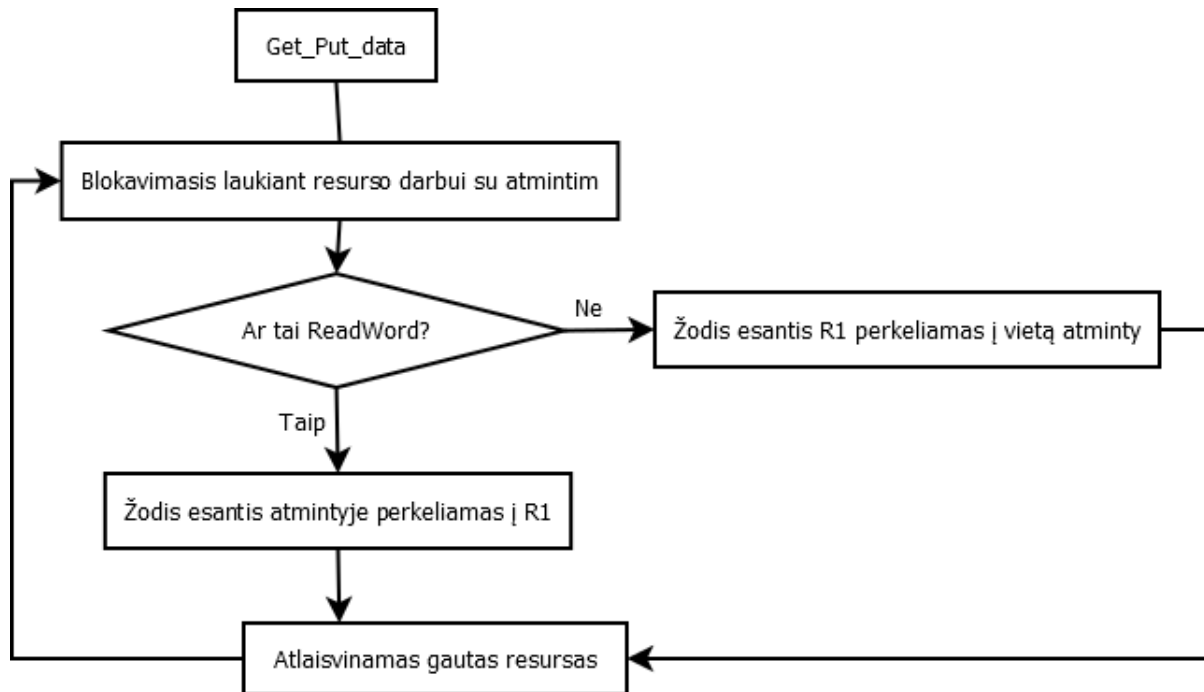 Get_Put_data
Blokavimasis laukiant resurso darbui su atmintim
Ar tai ReadWord?
Ne
Žodis esantis R1 perkeliamas į vietą atminty
Taip
Žodis esantis atmintyje perkeliamas į R1
Atlaisvinamas gautas resursas